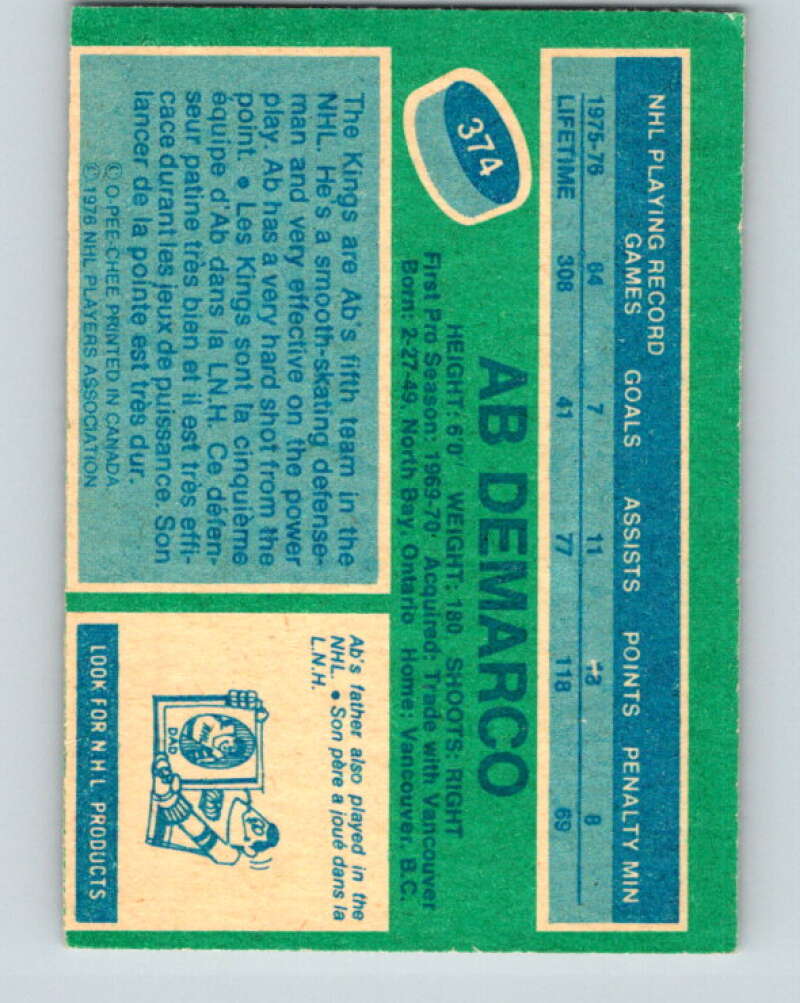 NHL PLAYING RECORD
GAMES GOALS ASSISTS POINTS PENALTY MIN
1975-76 64 7 11 18 8
LIFETIME 308 41 77 118 69
374
AB DEMARCO
HEIGHT: 6'0" WEIGHT: 180 SHOOTS: RIGHT
First Pro Season: 1969-70 Acquired: Trade with Vancouver
Born: 2-27-49, North Bay, Ontario Home: Vancouver, B.C.
The Kings are Ab's fifth team in the
NHL. He's a smooth-skating defense-
man and very effective on the power
play. Ab has a very hard shot from the
point. • Les Kings sont la cinquième
équipe d'Ab dans la L.N.H. Ce défen-
seur patine très bien et il est très effi-
cace durant les jeux de puissance. Son
lancer de la pointe est très dur.
© O-PEE-CHEE PRINTED IN CANADA
© 1976 NHL PLAYERS ASSOCIATION
Ab's father also played in the
NHL. • Son père a joué dans la
L.N.H.
DAD
LOOK FOR N.H.L. PRODUCTS